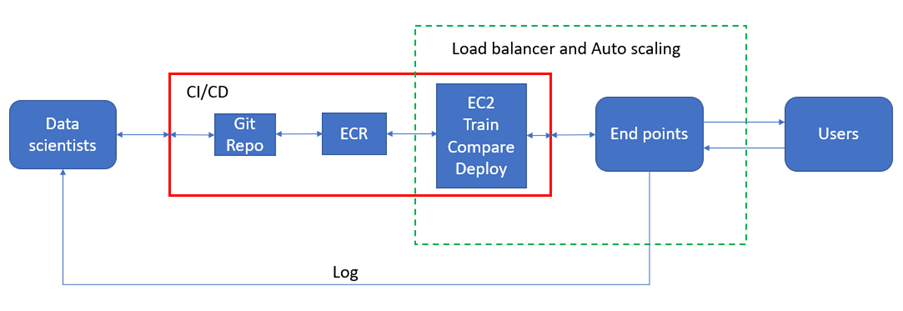 Load balancer and Auto scaling
CI/CD
Data
scientists
Git
Repo
ECR
EC2
Train
Compare
Deploy
End points
Users
Log